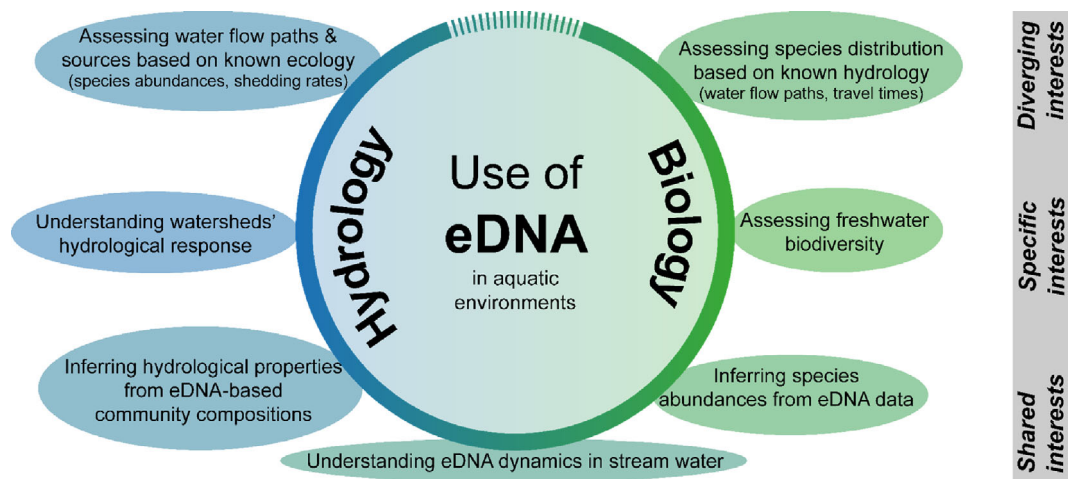 Assessing water flow paths &
sources based on known ecology
(species abundances, shedding rates)
Assessing species distribution
based on known hydrology
(water flow paths, travel times)
Diverging
interests
Hydrology
Use of
eDNA
in aquatic
environments
Biology
Understanding watersheds'
hydrological response
Assessing freshwater
biodiversity
Specific
interests
Inferring hydrological properties
from eDNA-based
community compositions
Inferring species
abundances from eDNA data
Understanding eDNA dynamics in stream water
Shared
interests